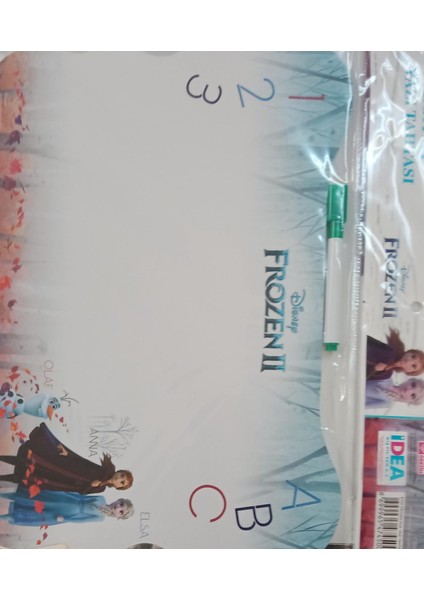 YAZI TAHTASI
Disney
FROZEN II
1
2
3
Disney
FROZEN II
A
B
C
OLAF
ANNA
ELSA
IDEA